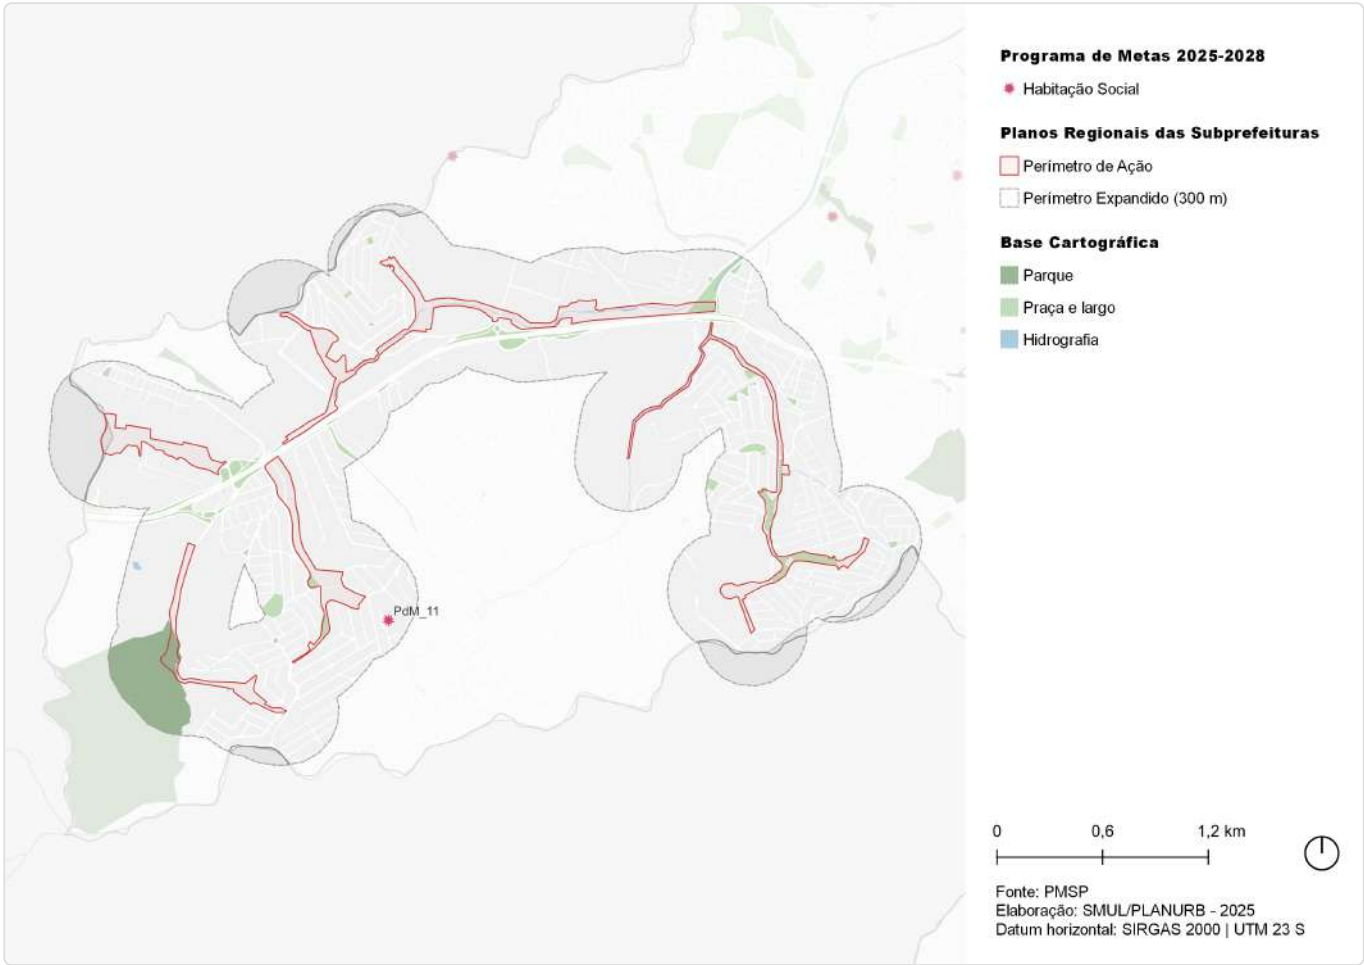 Programa de Metas 2025-2028
Habitação Social
Planos Regionais das Subprefeituras
Perímetro de Ação
Perímetro Expandido (300 m)
Base Cartográfica
Parque
Praça e largo
Hidrografia
PdM_11
0 0,6 1,2 km
Fonte: PMSP
Elaboração: SMUL/PLANURB - 2025
Datum horizontal: SIRGAS 2000 | UTM 23 S